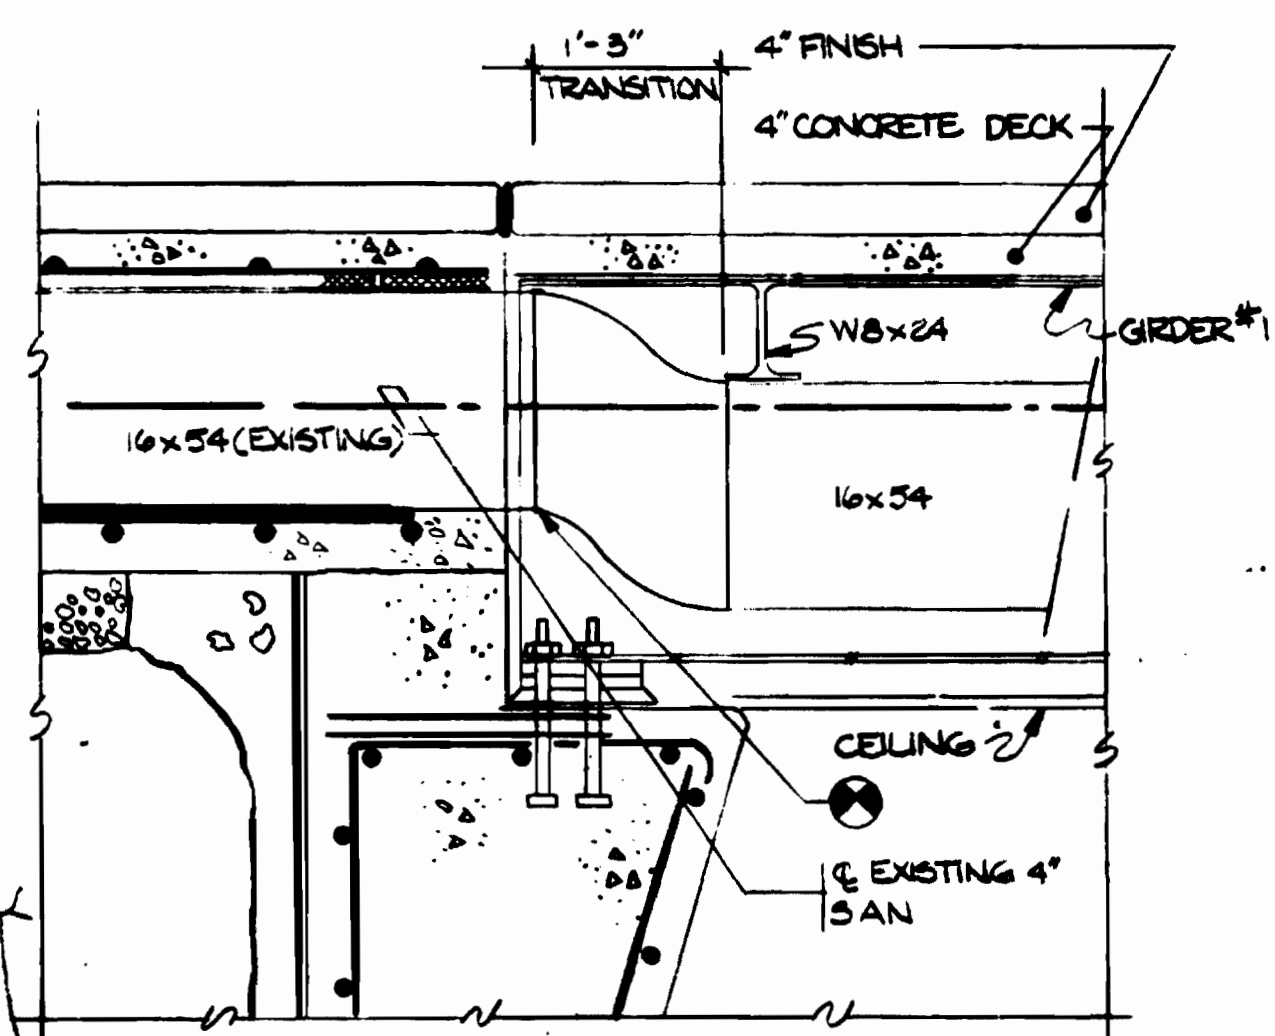 1'-3"
TRANSITION
4" FINISH
4" CONCRETE DECK
W8x24
GIRDER #1
16x54 (EXISTING)
16x54
CEILING
℄ EXISTING 4"
SAN